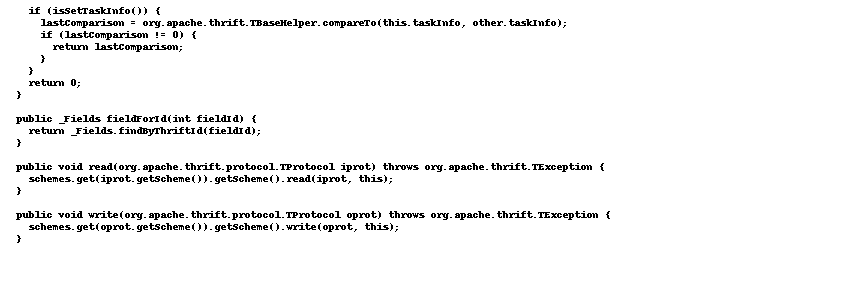 if (isSetTaskInfo()) {
lastComparison = org.apache.thrift.TBaseHelper.compareTo(this.taskInfo, other.taskInfo);
if (lastComparison != 0) {
return lastComparison;
}
}
return 0;
}
public _Fields fieldForId(int fieldId) {
return _Fields.findByThriftId(fieldId);
}
public void read(org.apache.thrift.protocol.TProtocol iprot) throws org.apache.thrift.TException {
schemes.get(iprot.getScheme()).getScheme().read(iprot, this);
}
public void write(org.apache.thrift.protocol.TProtocol oprot) throws org.apache.thrift.TException {
schemes.get(oprot.getScheme()).getScheme().write(oprot, this);
}